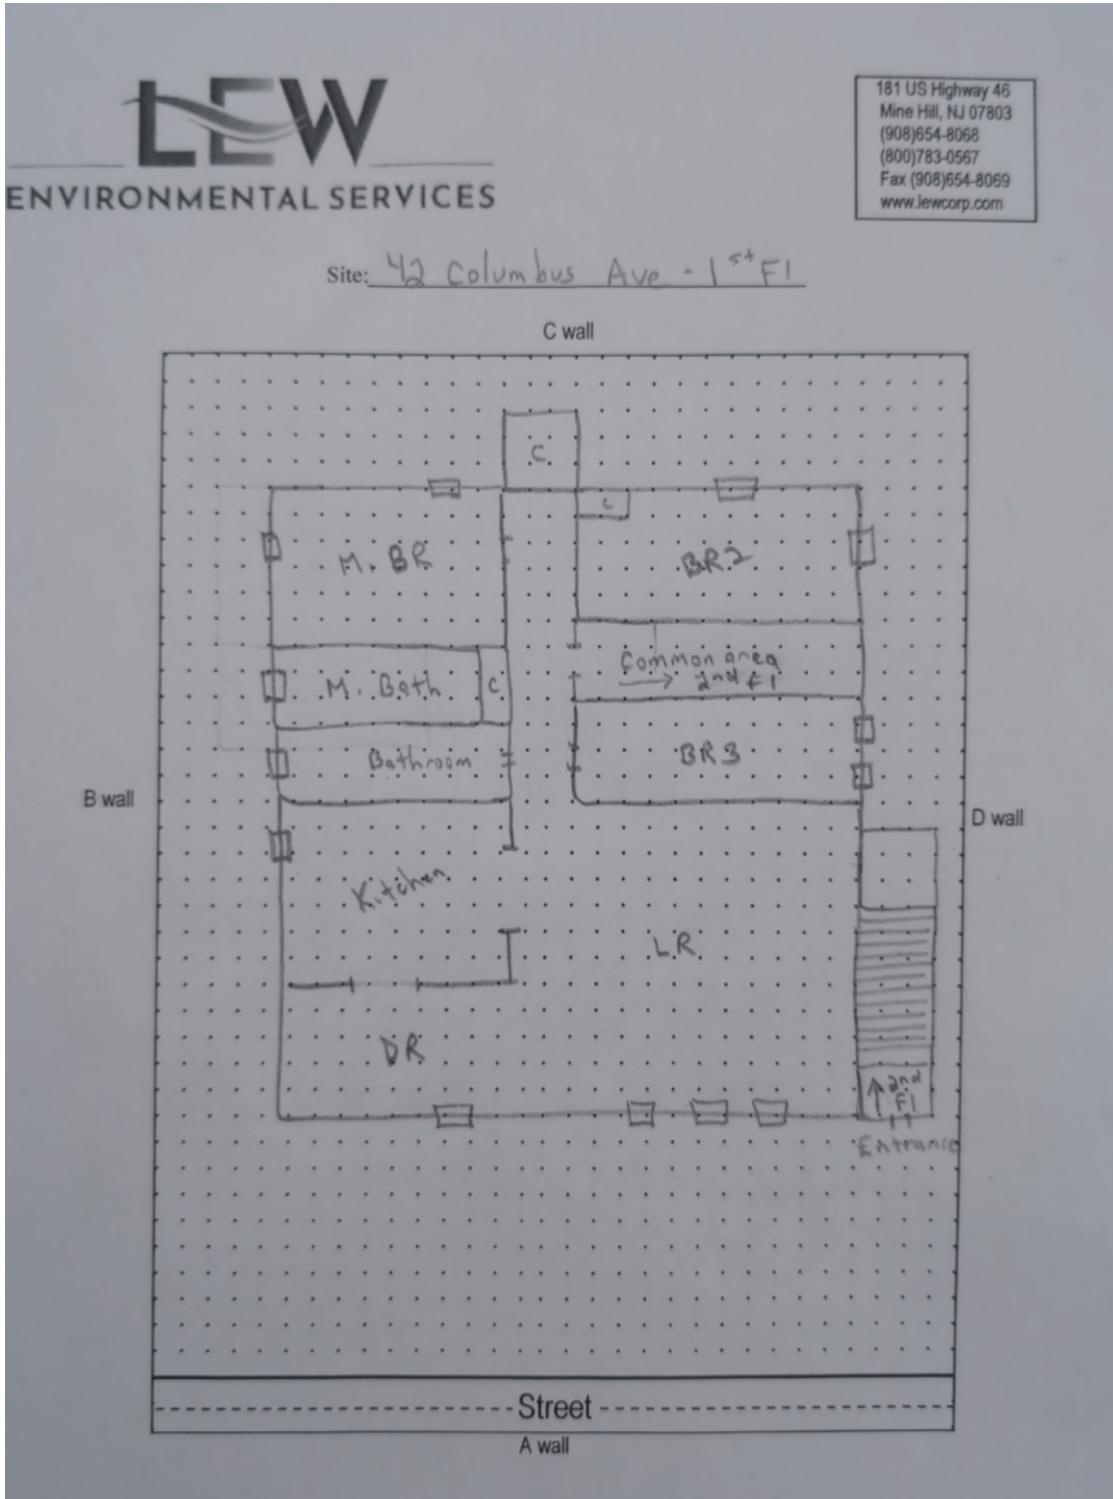 LEW
ENVIRONMENTAL SERVICES
181 US Highway 46
Mine Hill, NJ 07803
(908)654-8068
(800)783-0567
Fax (908)654-8069
www.lewcorp.com
Site: 42 Columbus Ave - 1st Fl
C wall
C
C
M. BR
BR2
Common area
2nd Fl
M. Bath
C
Bathroom
BR3
B wall
D wall
Kitchen
LR
DR
2nd
Fl
Entrance
Street
A wall